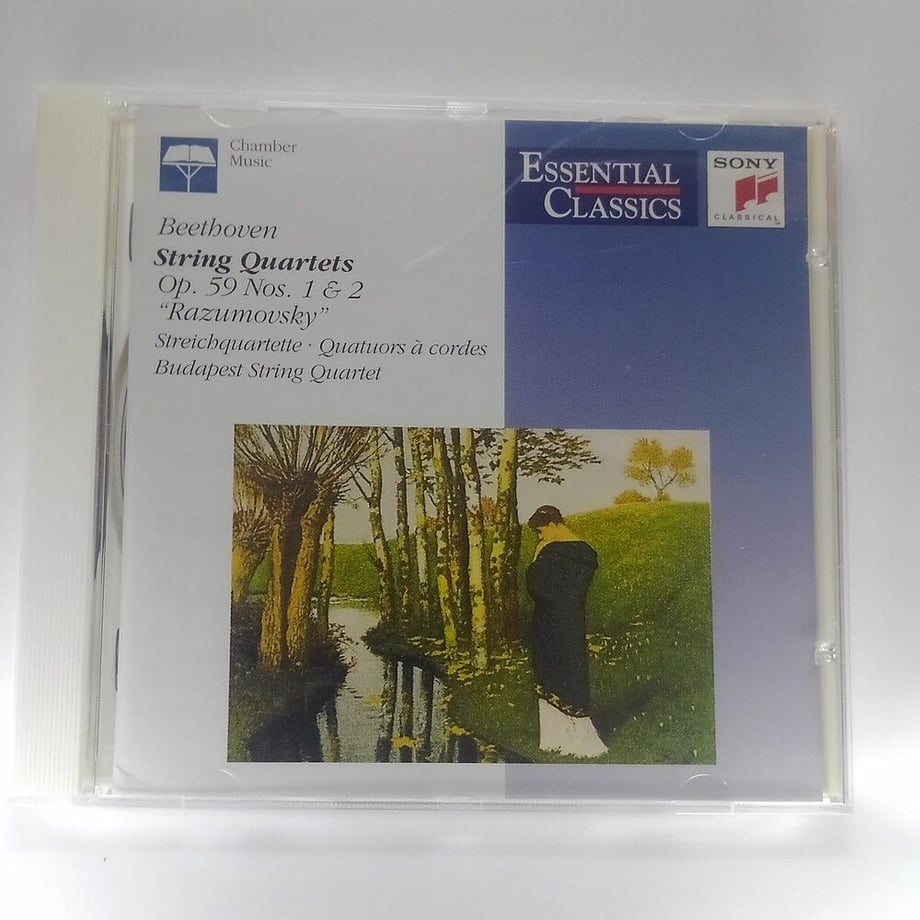 Chamber
Music
Beethoven
String Quartets
Op. 59 Nos. 1 & 2
“Razumovsky”
Streichquartette · Quatuors à cordes
Budapest String Quartet
ESSENTIAL
CLASSICS
SONY
CLASSICAL™